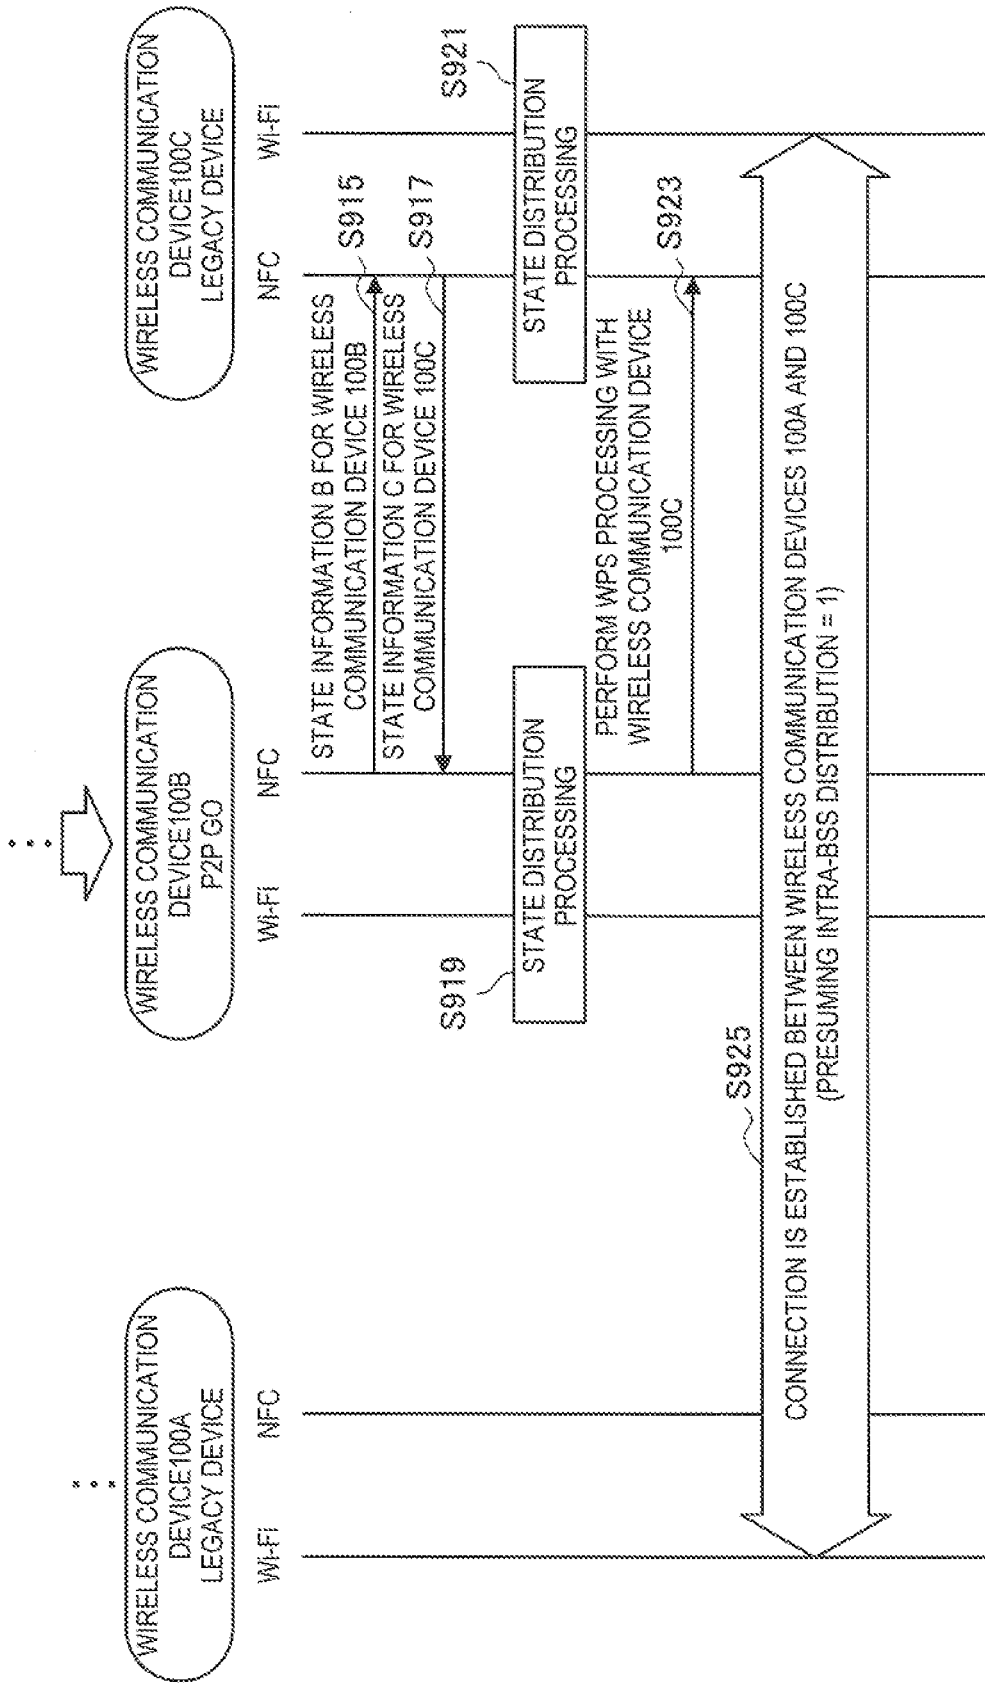 WIRELESS COMMUNICATION
DEVICE100A
LEGACY DEVICE
Wi-Fi
NFC
WIRELESS COMMUNICATION
DEVICE100B
P2P GO
Wi-Fi
NFC
WIRELESS COMMUNICATION
DEVICE100C
LEGACY DEVICE
NFC
Wi-Fi
STATE INFORMATION B FOR WIRELESS
COMMUNICATION DEVICE 100B
S915
STATE INFORMATION C FOR WIRELESS
COMMUNICATION DEVICE 100C
S917
S919
STATE DISTRIBUTION
PROCESSING
S921
STATE DISTRIBUTION
PROCESSING
PERFORM WPS PROCESSING WITH
WIRELESS COMMUNICATION DEVICE
100C
S923
S925
CONNECTION IS ESTABLISHED BETWEEN WIRELESS COMMUNICATION DEVICES 100A AND 100C
(PRESUMING INTRA-BSS DISTRIBUTION = 1)